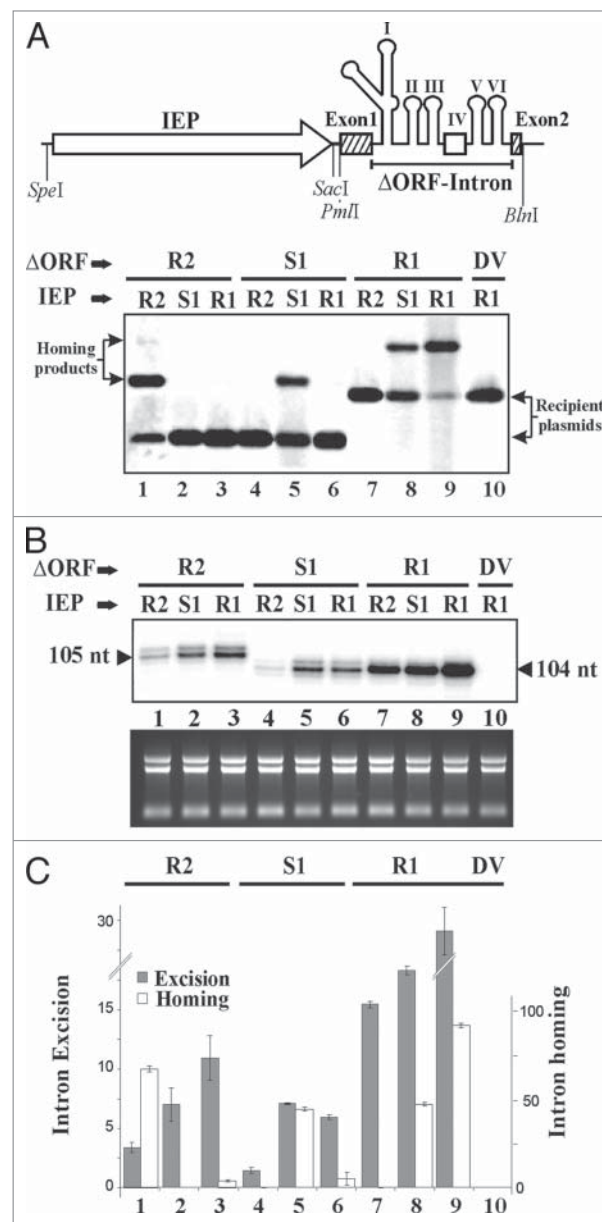 A
I
II III IV V VI
IEP
Exon1
Exon2
ΔORF-Intron
SpeI
SacI
PmlI
BlnI
ΔORF
R2 S1 R1 DV
IEP
R2 S1 R1 R2 S1 R1 R2 S1 R1 R1
Homing
products
Recipient
plasmids
1 2 3 4 5 6 7 8 9 10
B
ΔORF
R2 S1 R1 DV
IEP
R2 S1 R1 R2 S1 R1 R2 S1 R1 R1
105 nt
104 nt
1 2 3 4 5 6 7 8 9 10
C
R2 S1 R1 DV
30
15
10
5
0
Intron Excision
Excision
Homing
100
50
0
Intron homing
1 2 3 4 5 6 7 8 9 10